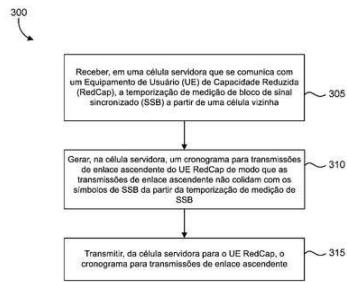 300
Receber, em uma célula servidora que se comunica com
um Equipamento de Usuário (UE) de Capacidade Reduzida
(RedCap), a temporização de medição de bloco de sinal
sincronizado (SSB) a partir de uma célula vizinha
305
Gerar, na célula servidora, um cronograma para transmissões
de enlace ascendente do UE RedCap de modo que as
transmissões de enlace ascendente não colidam com os
símbolos de SSB da partir da temporização de medição de
SSB
310
Transmitir, da célula servidora para o UE RedCap, o
cronograma para transmissões de enlace ascendente
315